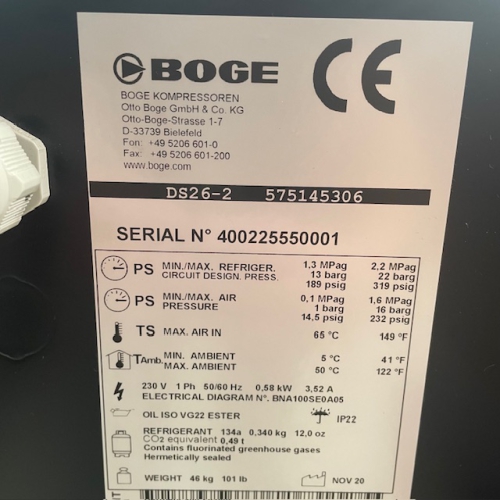 BOGE CE
BOGE KOMPRESSOREN
Otto Boge GmbH & Co. KG
Otto-Boge-Strasse 1-7
D-33739 Bielefeld
Fon: +49 5206 601-0
Fax: +49 5206 601-200
www.boge.com
DS26-2 575145306
SERIAL N° 400225550001
PS MIN./MAX. REFRIGER. 1,3 MPag 2,2 MPag
CIRCUIT DESIGN. PRESS. 13 barg 22 barg
189 psig 319 psig
PS MIN./MAX. AIR 0,1 MPag 1,6 MPag
PRESSURE 1 barg 16 barg
14,5 psig 232 psig
TS MAX. AIR IN 65 °C 149 °F
TAmb. MIN. AMBIENT 5 °C 41 °F
MAX. AMBIENT 50 °C 122 °F
230 V 1 Ph 50/60 Hz 0,58 kW 3,52 A
ELECTRICAL DIAGRAM N°. BNA100SE0A05
OIL ISO VG22 ESTER IP22
REFRIGERANT 134a 0,340 kg 12,0 oz
CO2 equivalent 0,49 t
Contains fluorinated greenhouse gases
Hermetically sealed
WEIGHT 46 kg 101 lb NOV 20